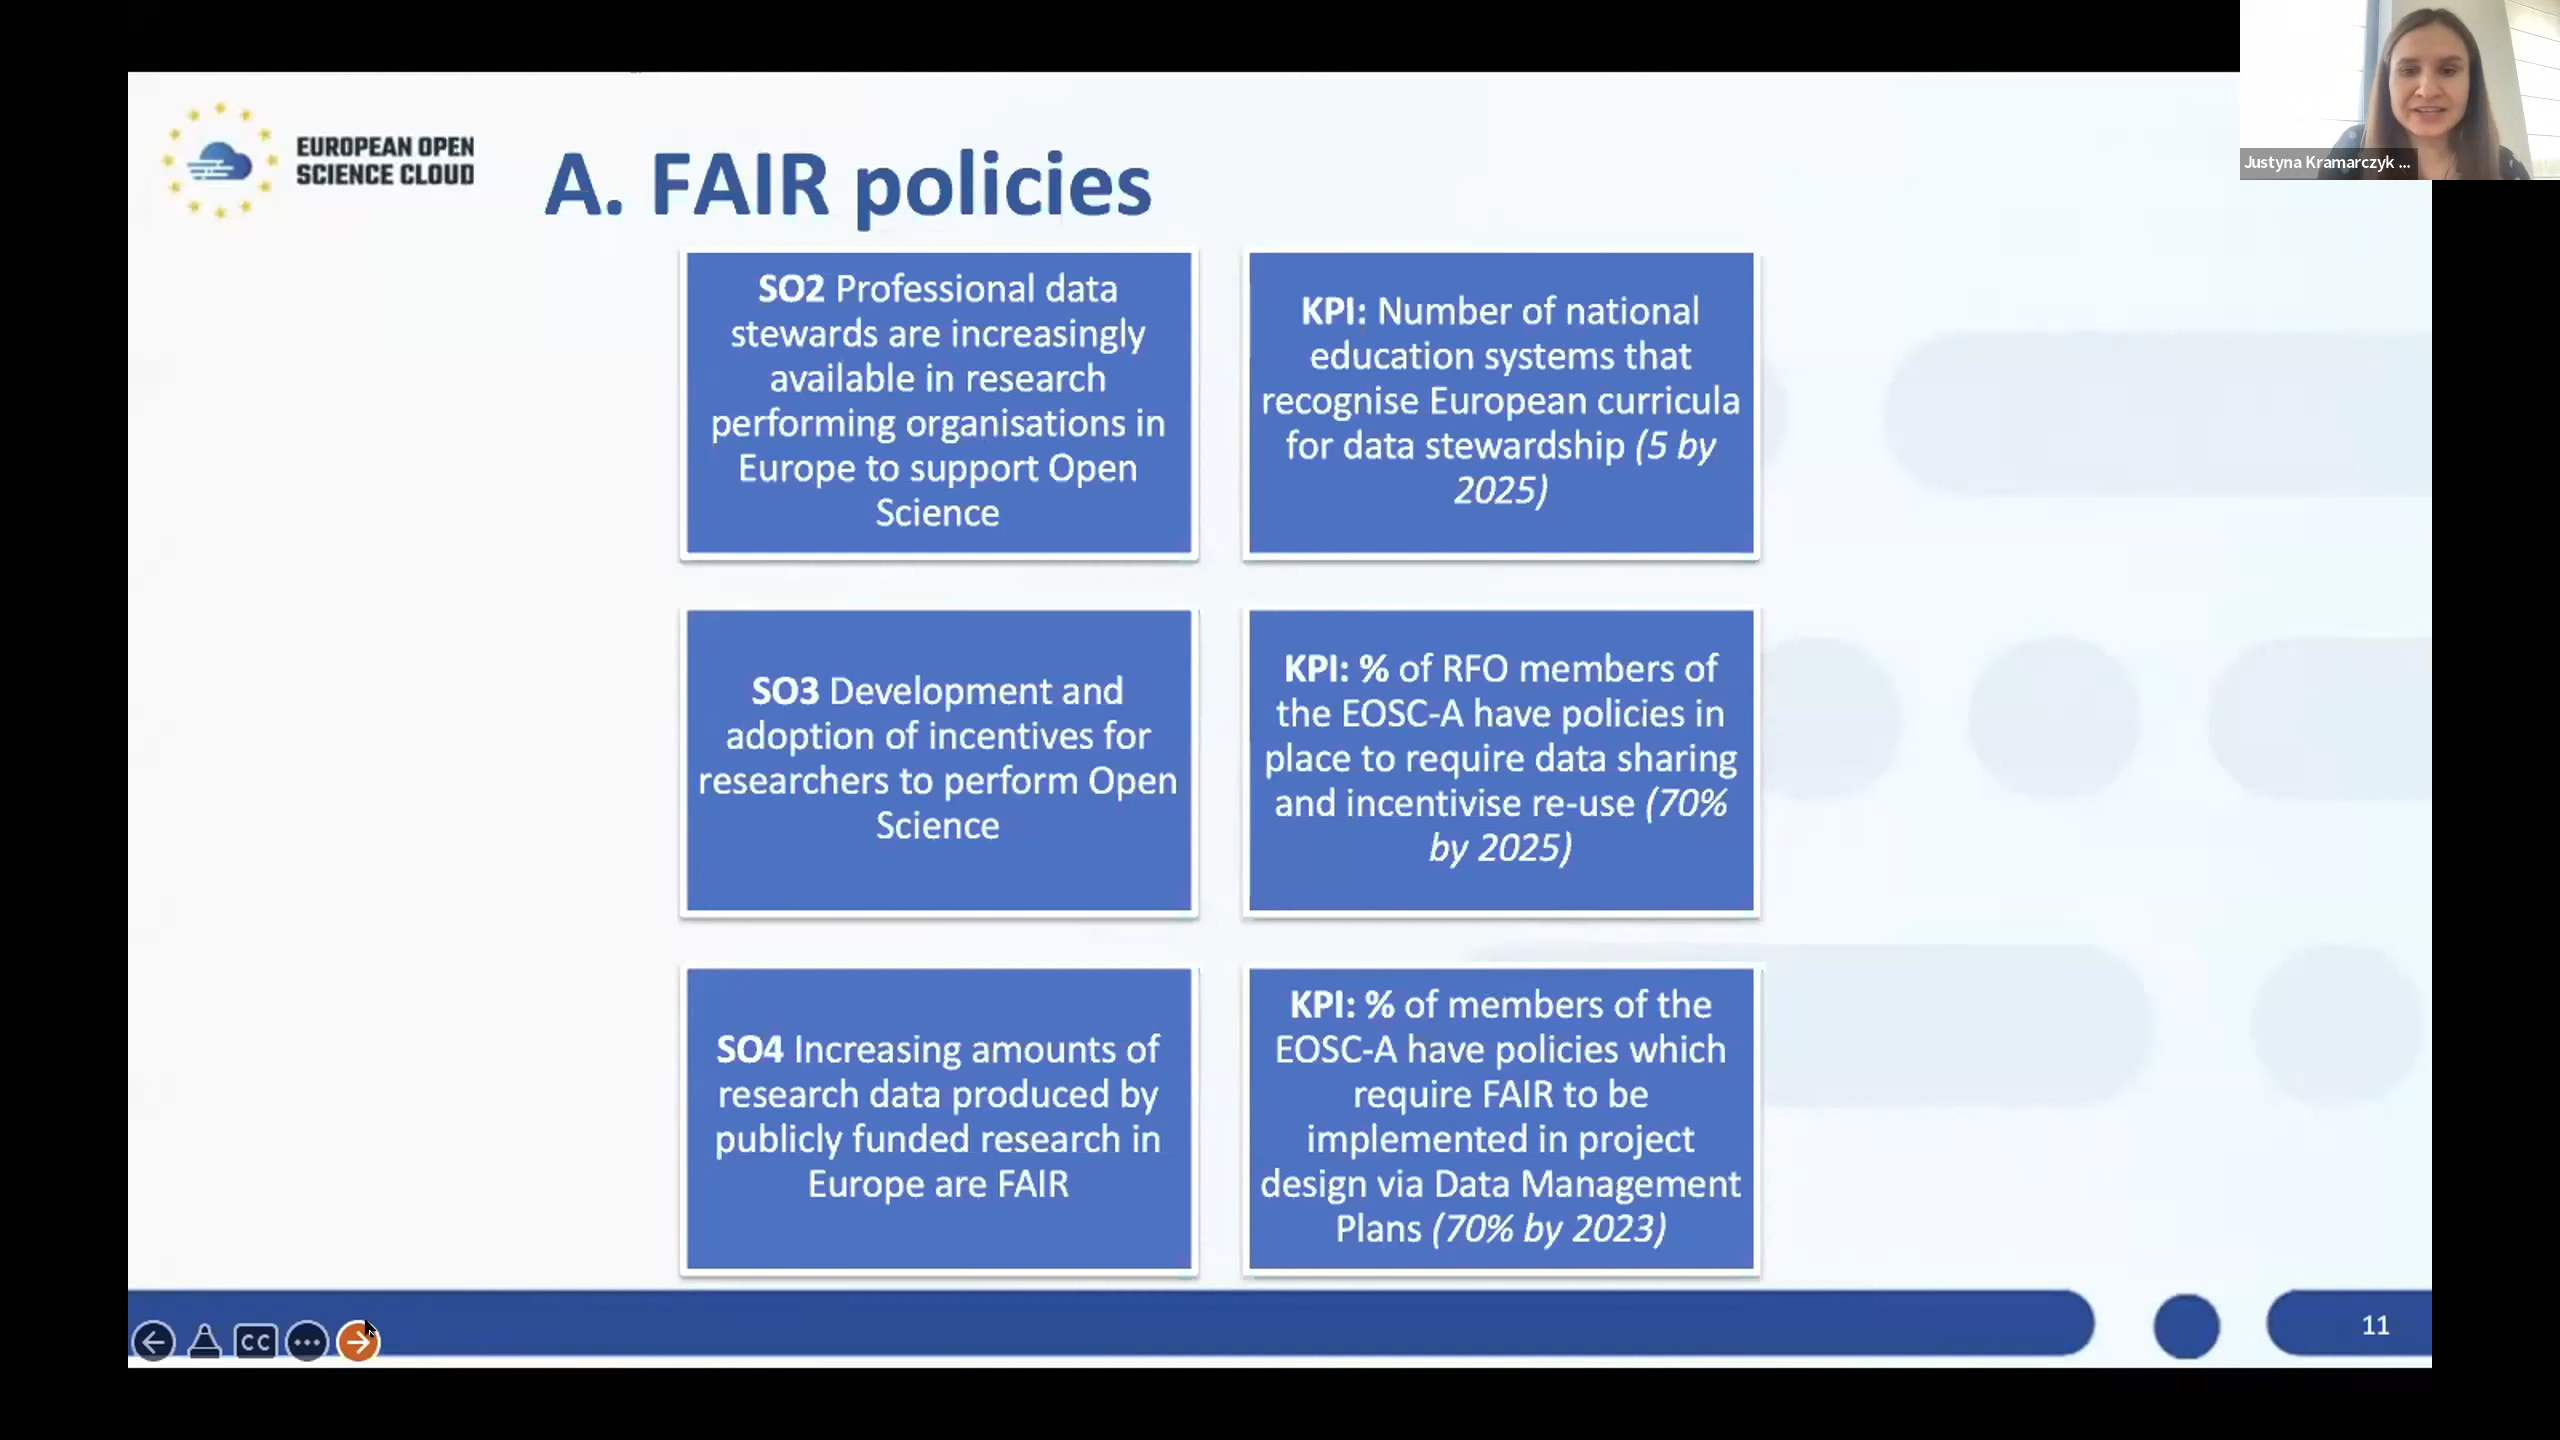 EUROPEAN OPEN
SCIENCE CLOUD
A. FAIR policies
Justyna Kramarczyk ...
SO2 Professional data
stewards are increasingly
available in research
performing organisations in
Europe to support Open
Science
KPI: Number of national
education systems that
recognise European curricula
for data stewardship (5 by
2025)
SO3 Development and
adoption of incentives for
researchers to perform Open
Science
KPI: % of RFO members of
the EOSC-A have policies in
place to require data sharing
and incentivise re-use (70%
by 2025)
SO4 Increasing amounts of
research data produced by
publicly funded research in
Europe are FAIR
KPI: % of members of the
EOSC-A have policies which
require FAIR to be
implemented in project
design via Data Management
Plans (70% by 2023)
CC
11